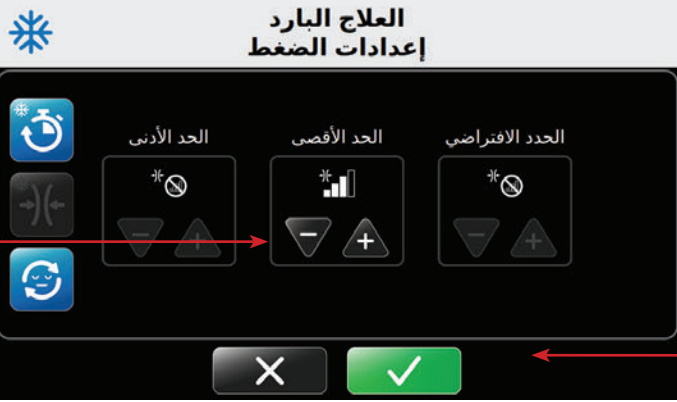 العلاج البارد
إعدادات الضغط
الحدد الافتراضي
الحد الأقصى
الحد الأدنى